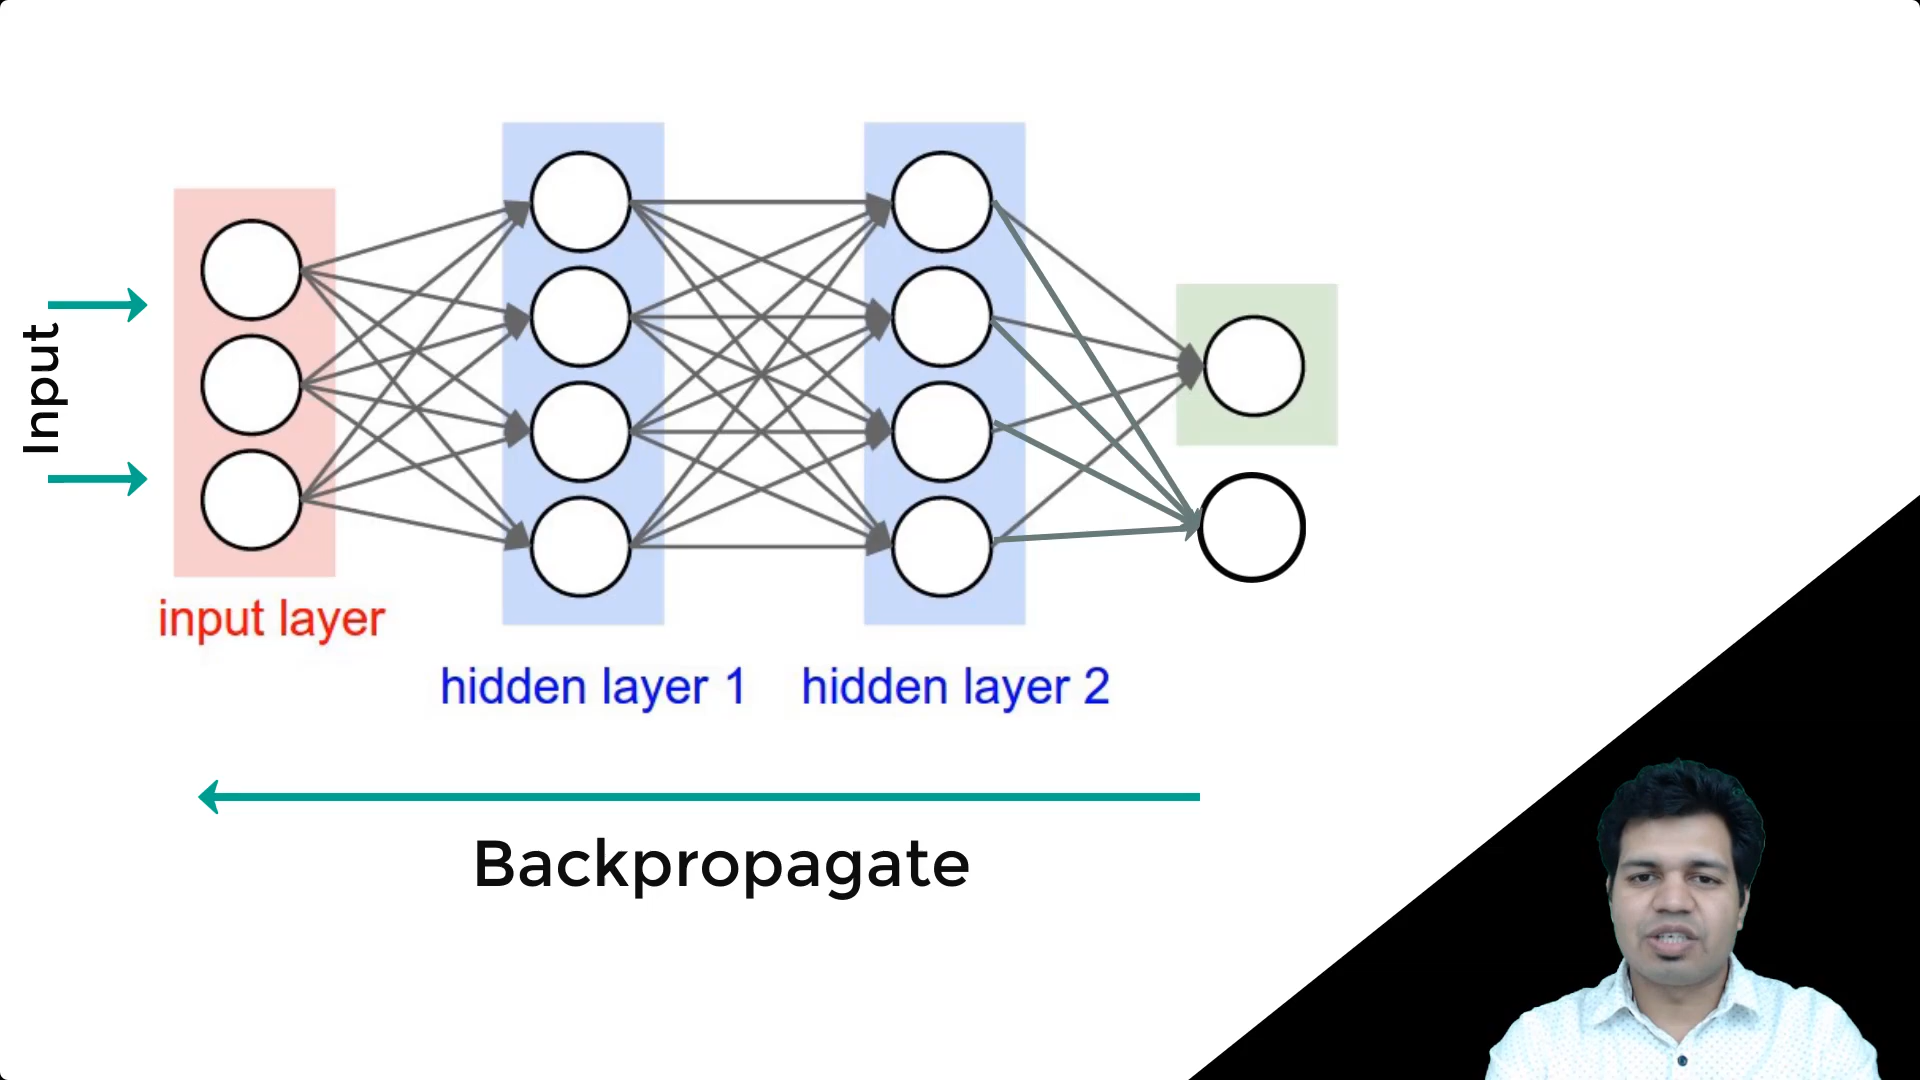 Input
input layer
hidden layer 1
hidden layer 2
Backpropagate